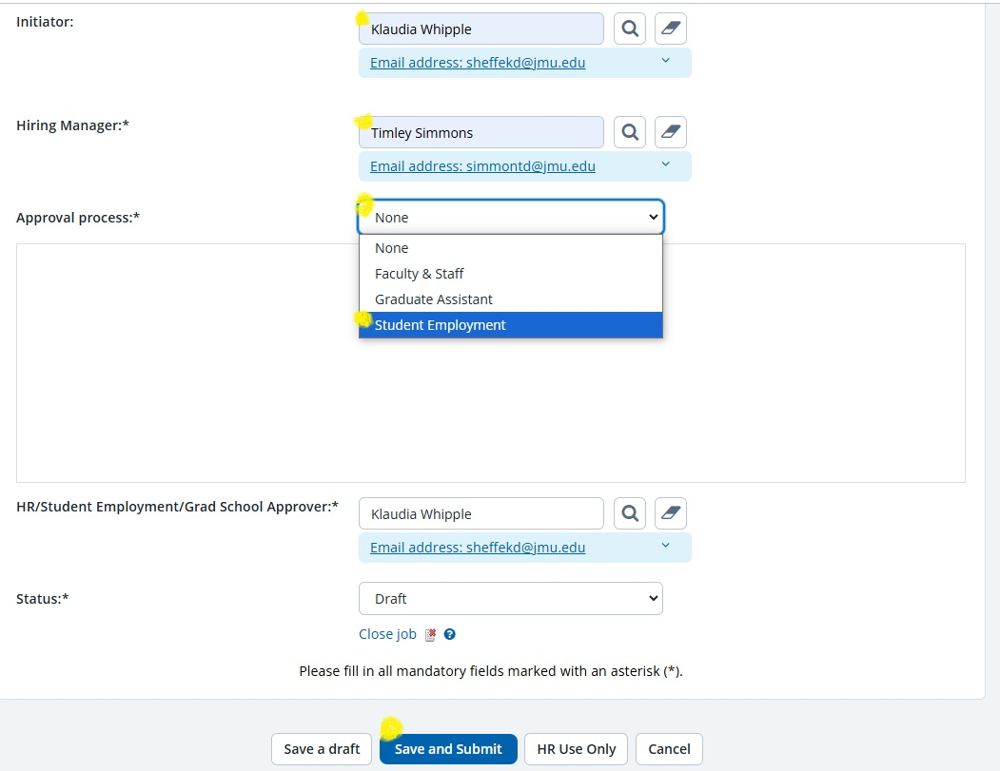 Initiator:
Klaudia Whipple
Email address: sheffekd@jmu.edu
Hiring Manager:*
Timley Simmons
Email address: simmontd@jmu.edu
Approval process:*
None
None
Faculty & Staff
Graduate Assistant
Student Employment
HR/Student Employment/Grad School Approver:*
Klaudia Whipple
Email address: sheffekd@jmu.edu
Status:*
Draft
Close job
Please fill in all mandatory fields marked with an asterisk (*).
Save a draft
Save and Submit
HR Use Only
Cancel